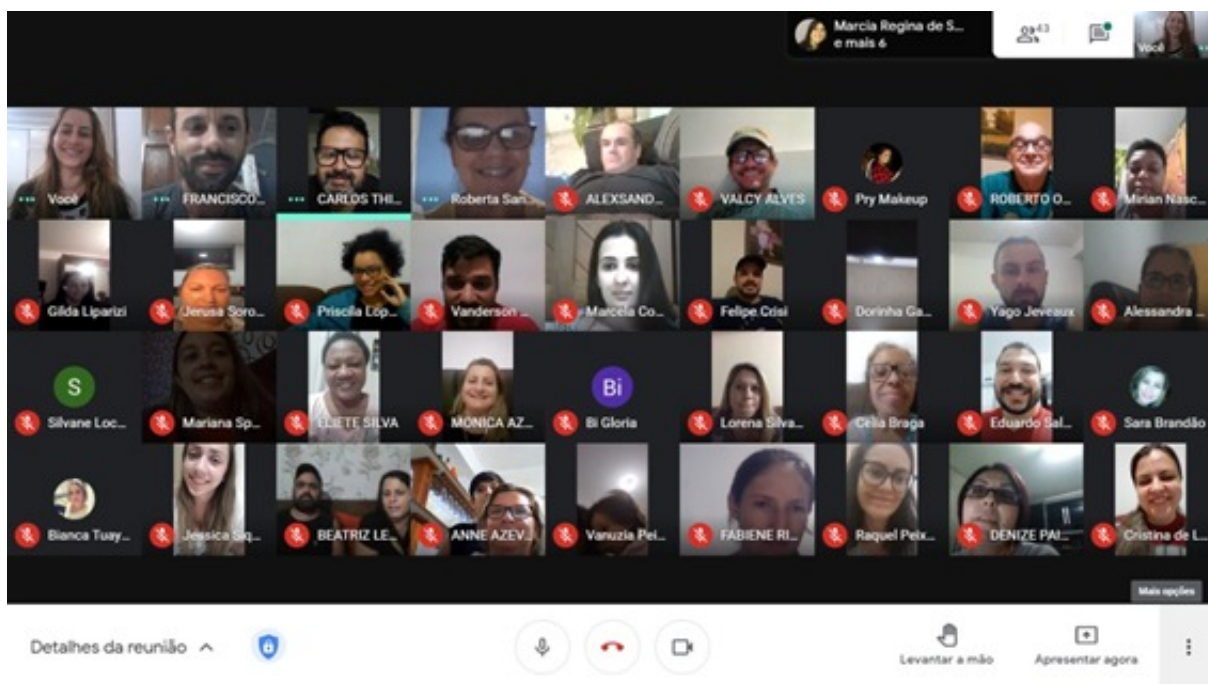 Marcia Regina de S...
e mais 6
43
Você
Você
FRANCISCO...
CARLOS THI...
Roberta San...
ALEXSAND...
VALCY ALVES
Pry Makeup
ROBERTO O...
Mirian Nasc...
Gilda Liparizi
Jerusa Soro...
Priscila Lop...
Vanderson ...
Marcela Co...
Felipe Crisi
Dorinha Ga...
Yago Jeveaux
Alessandra ...
S
Silvane Loc...
Mariana Sp...
ELIETE SILVA
MONICA AZ...
Bi
Bi Gloria
Lorena Silva...
Célia Braga
Eduardo Sal...
Sara Brandão
Bianca Tuay...
Jéssica Siq...
BEATRIZ LE...
ANNE AZEV...
Vanuzia Pei...
FABIENE RI...
Raquel Peix...
DENIZE PAI...
Cristina de L...
Mais opções
Detalhes da reunião
Levantar a mão
Apresentar agora